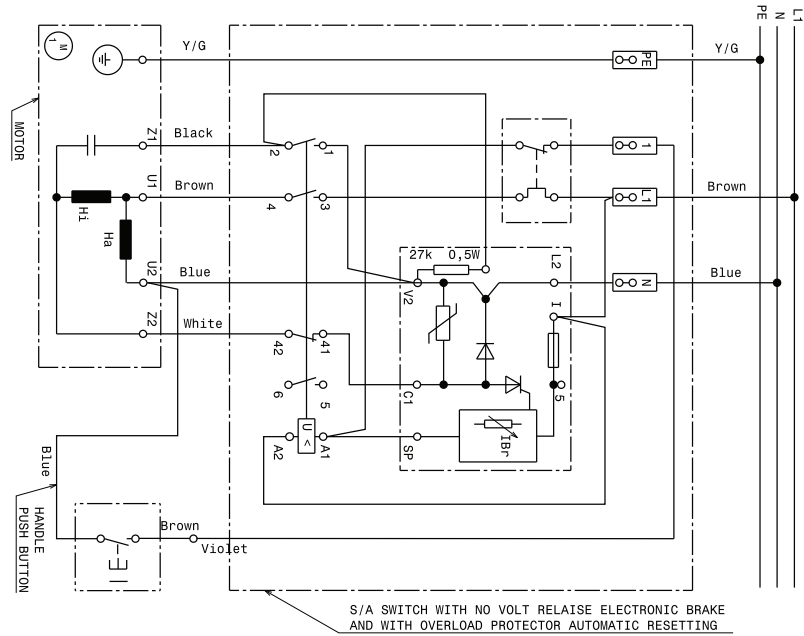 PE
N
L1
Y/G
PE
Y/G
M
1
MOTOR
Z1
Black
2
1
1
U1
Brown
4
3
L1
Brown
Hi
Ha
27k 0,5W
L2
U2
Blue
V2
N
Blue
I
Z2
White
42
41
6
5
C1
5
U <
A2
A1
SP
IBr
Blue
HANDLE
PUSH BUTTON
Brown
Violet
S/A SWITCH WITH NO VOLT RELAISE ELECTRONIC BRAKE
AND WITH OVERLOAD PROTECTOR AUTOMATIC RESETTING